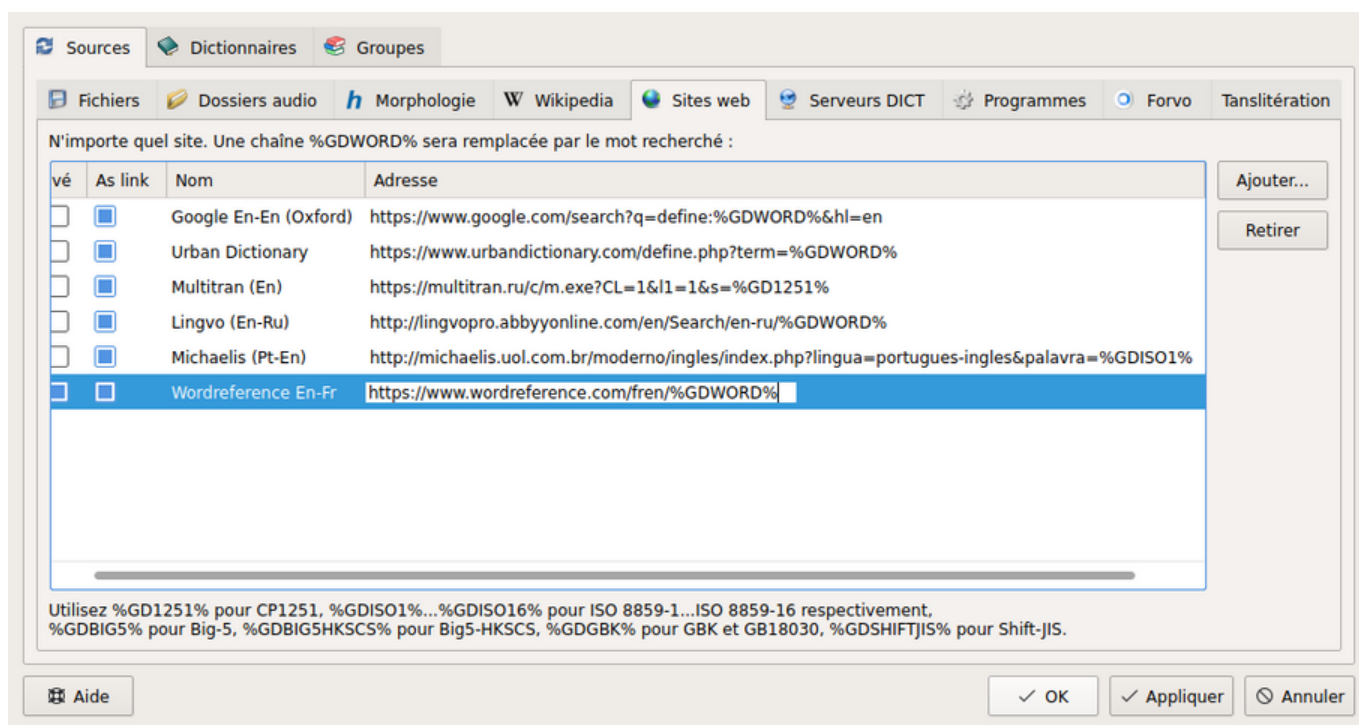 Sources Dictionnaires Groupes
Fichiers Dossiers audio Morphologie W Wikipedia Sites web Serveurs DICT Programmes Forvo Tanslitération
N'importe quel site. Une chaîne %GDWORD% sera remplacée par le mot recherché :
vé As link Nom Adresse
Ajouter...
Google En-En (Oxford) https://www.google.com/search?q=define:%GDWORD%&hl=en
Retirer
Urban Dictionary https://www.urbandictionary.com/define.php?term=%GDWORD%
Multitran (En) https://multitran.ru/c/m.exe?CL=1&l1=1&s=%GD1251%
Lingvo (En-Ru) http://lingvopro.abbyyonline.com/en/Search/en-ru/%GDWORD%
Michaelis (Pt-En) http://michaelis.uol.com.br/moderno/ingles/index.php?lingua=portugues-ingles&palavra=%GDISO1%
Wordreference En-Fr https://www.wordreference.com/fren/%GDWORD%
Utilisez %GD1251% pour CP1251, %GDISO1%...%GDISO16% pour ISO 8859-1...ISO 8859-16 respectivement,
%GDBIG5% pour Big-5, %GDBIG5HKSCS% pour Big5-HKSCS, %GDGBK% pour GBK et GB18030, %GDSHIFTJIS% pour Shift-JIS.
Aide OK Appliquer Annuler